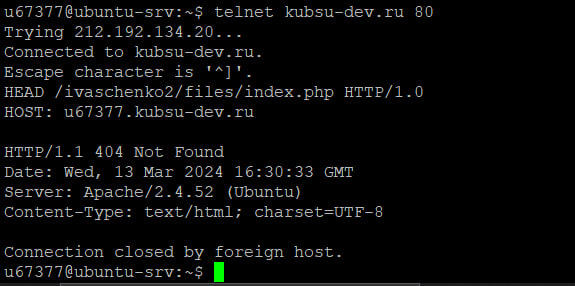 u67377@ubuntu-srv:~$ telnet kubsu-dev.ru 80
Trying 212.192.134.20...
Connected to kubsu-dev.ru.
Escape character is '^]'.
HEAD /ivaschenko2/files/index.php HTTP/1.0
HOST: u67377.kubsu-dev.ru
HTTP/1.1 404 Not Found
Date: Wed, 13 Mar 2024 16:30:33 GMT
Server: Apache/2.4.52 (Ubuntu)
Content-Type: text/html; charset=UTF-8
Connection closed by foreign host.
u67377@ubuntu-srv:~$